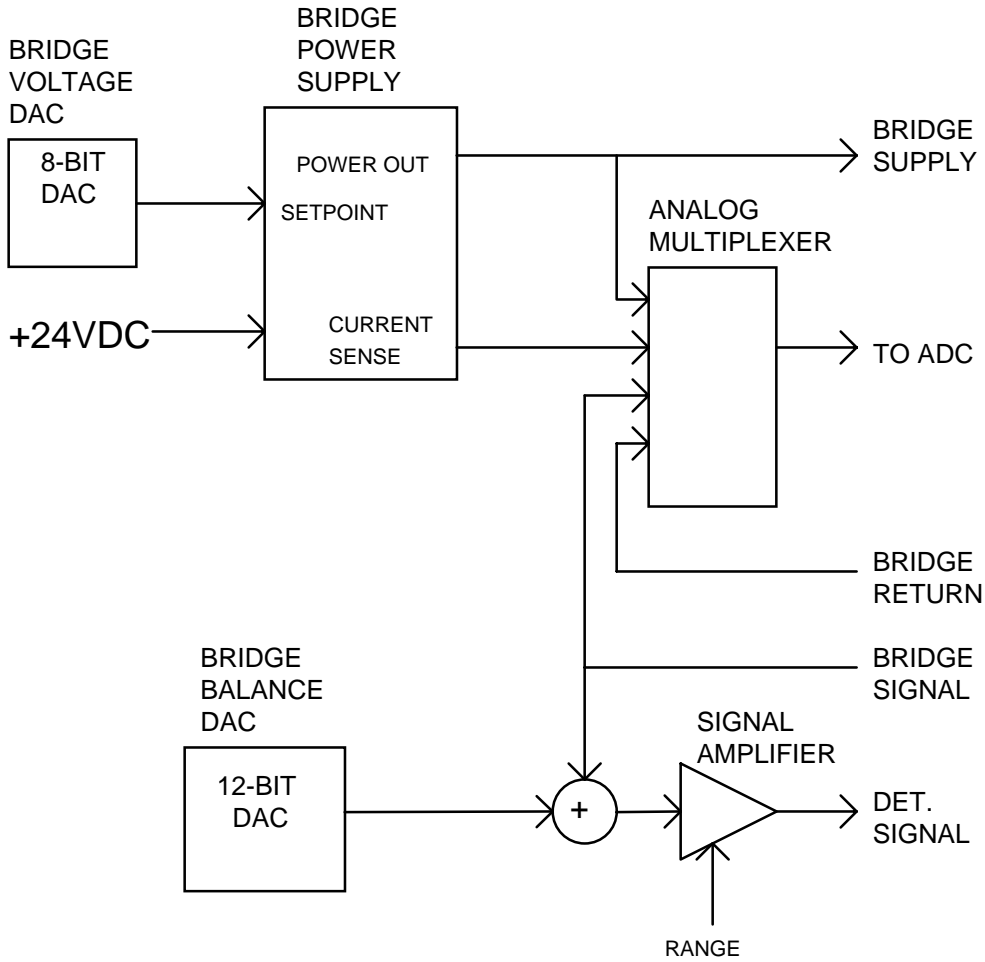 BRIDGE
VOLTAGE
DAC
8-BIT
DAC
+24VDC
BRIDGE
POWER
SUPPLY
POWER OUT
SETPOINT
CURRENT
SENSE
BRIDGE
SUPPLY
ANALOG
MULTIPLEXER
TO ADC
BRIDGE
RETURN
BRIDGE
SIGNAL
BRIDGE
BALANCE
DAC
12-BIT
DAC
+
SIGNAL
AMPLIFIER
DET.
SIGNAL
RANGE